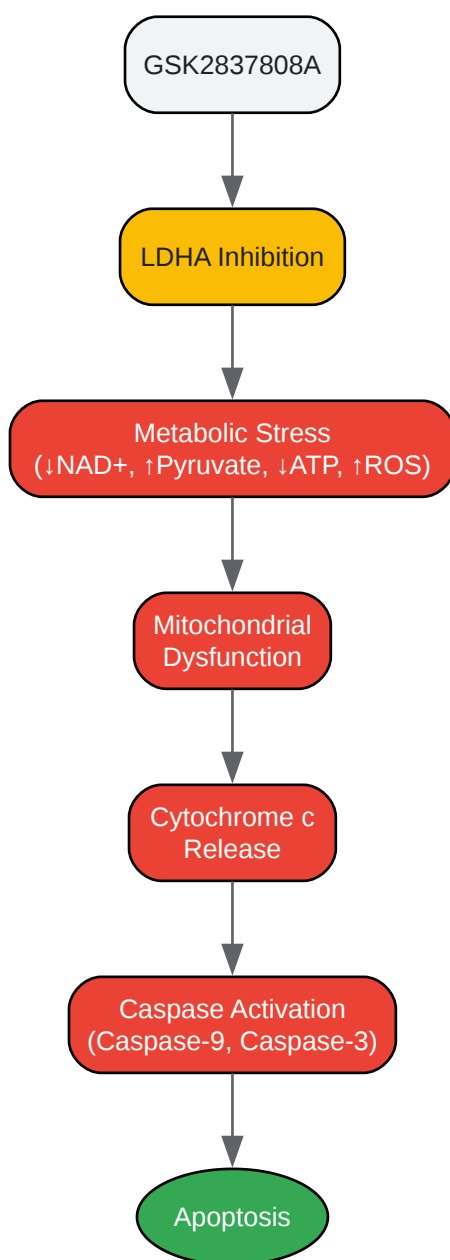 GSK2837808A
LDHA Inhibition
Metabolic Stress
(↓NAD+, ↑Pyruvate, ↓ATP, ↑ROS)
Mitochondrial
Dysfunction
Cytochrome c
Release
Caspase Activation
(Caspase-9, Caspase-3)
Apoptosis